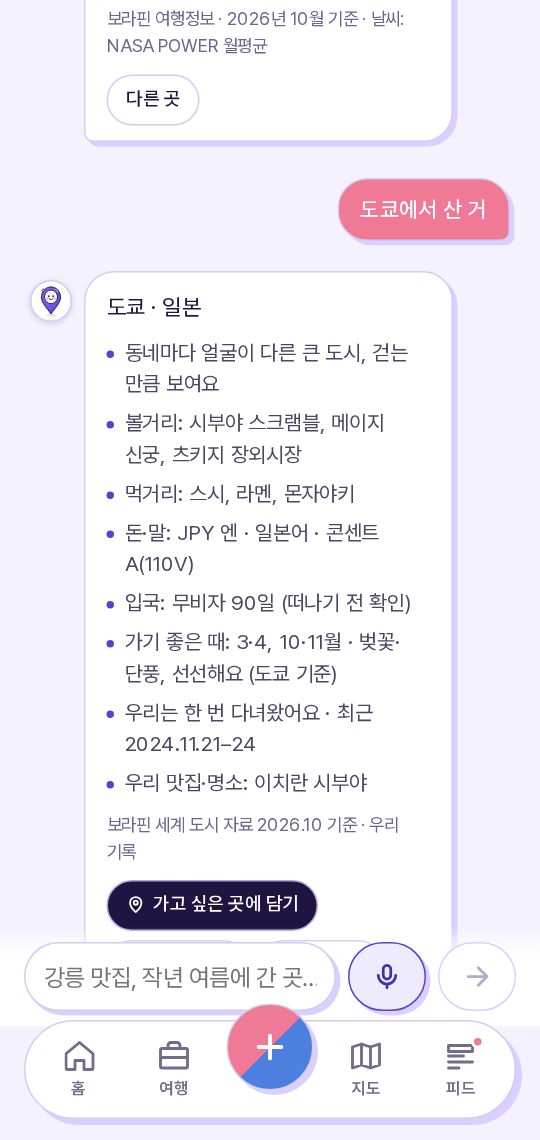 보라핀 여행정보 · 2026년 10월 기준 · 날씨:
NASA POWER 월평균
다른 곳
도쿄에서 산 거
도쿄 · 일본
동네마다 얼굴이 다른 큰 도시, 걷는
만큼 보여요
볼거리: 시부야 스크램블, 메이지
신궁, 츠키지 장외시장
먹거리: 스시, 라멘, 몬자야키
돈·말: JPY 엔 · 일본어 · 콘센트
A(110V)
입국: 무비자 90일 (떠나기 전 확인)
가기 좋은 때: 3·4, 10·11월 · 벚꽃·
단풍, 선선해요 (도쿄 기준)
우리는 한 번 다녀왔어요 · 최근
2024.11.21–24
우리 맛집·명소: 이치란 시부야
보라핀 세계 도시 자료 2026.10 기준 · 우리
기록
가고 싶은 곳에 담기
강릉 맛집, 작년 여름에 간 곳…
홈
여행
지도
피드